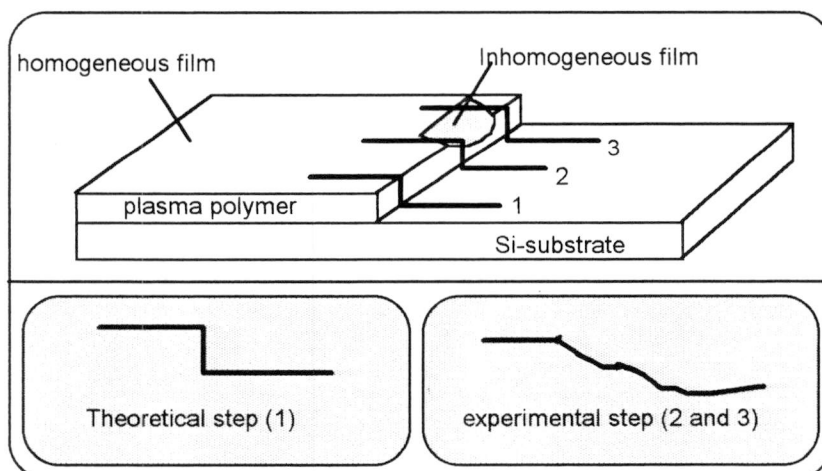 homogeneous film
Inhomogeneous film
3
2
1
plasma polymer
Si-substrate
Theoretical step (1)
experimental step (2 and 3)